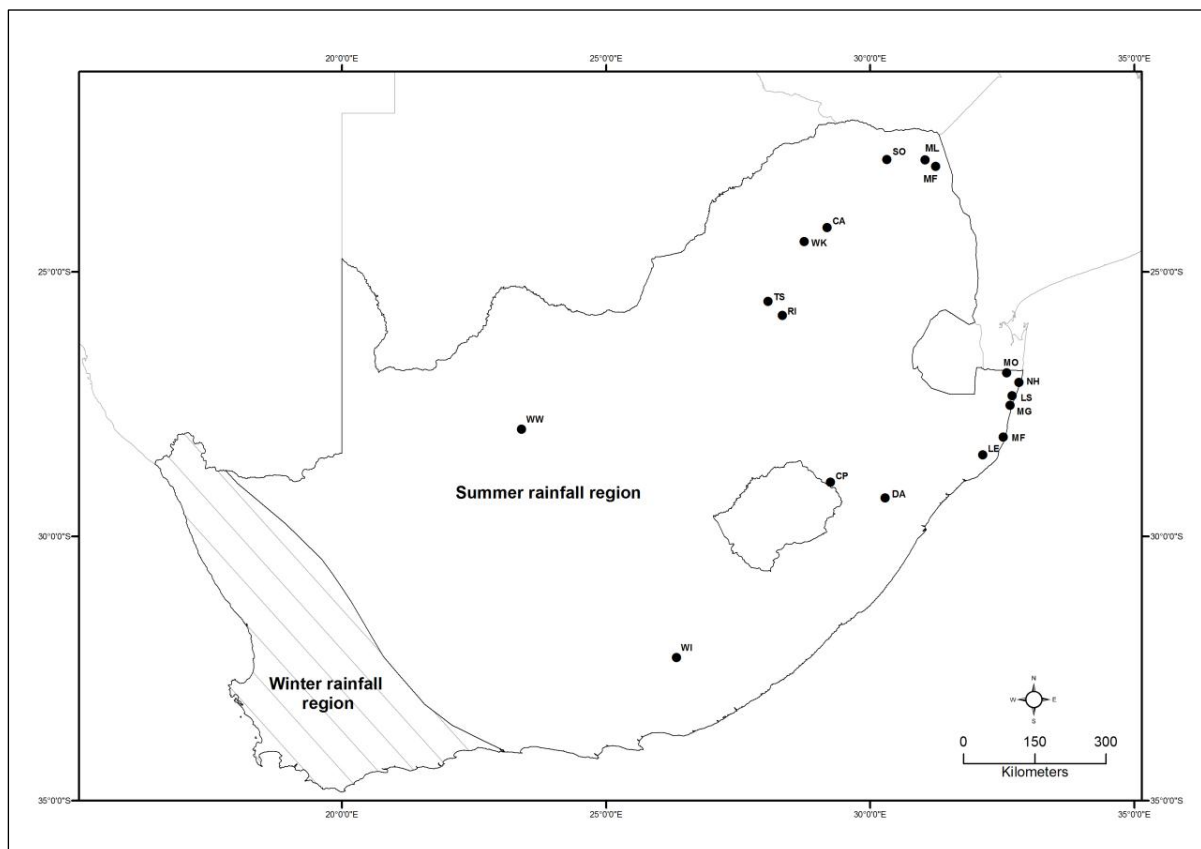 20°0'0"E
25°0'0"E
30°0'0"E
35°0'0"E
SO
ML
MF
CA
WK
25°0'0"S
25°0'0"S
TS
RI
MO
NH
LS
MG
WW
MF
LE
CP
DA
Summer rainfall region
30°0'0"S
30°0'0"S
WI
Winter rainfall
region
N
W
E
S
0
150
300
Kilometers
35°0'0"S
35°0'0"S
20°0'0"E
25°0'0"E
30°0'0"E
35°0'0"E